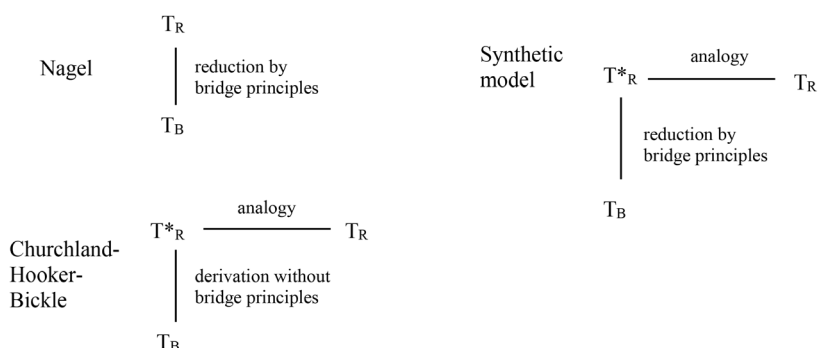 T_R
Nagel
reduction by
bridge principles
T_B
Synthetic
model
T*_R
analogy
T_R
reduction by
bridge principles
T_B
Churchland-
Hooker-
Bickle
T*_R
analogy
T_R
derivation without
bridge principles
T_B